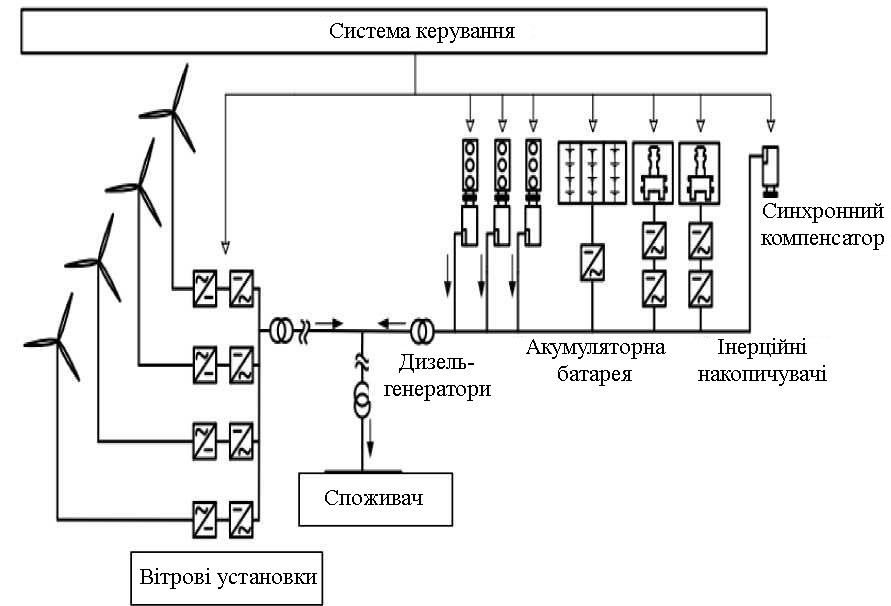 Система керування
Синхронний
компенсатор
Дизель-
генератори
Акумуляторна
батарея
Інерційні
накопичувачі
Споживач
Вітрові установки